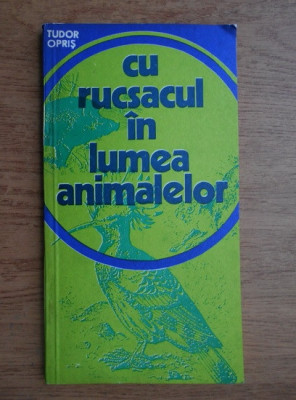 TUDOR
OPRIȘ
cu
rucsacul
în
lumea
animalelor